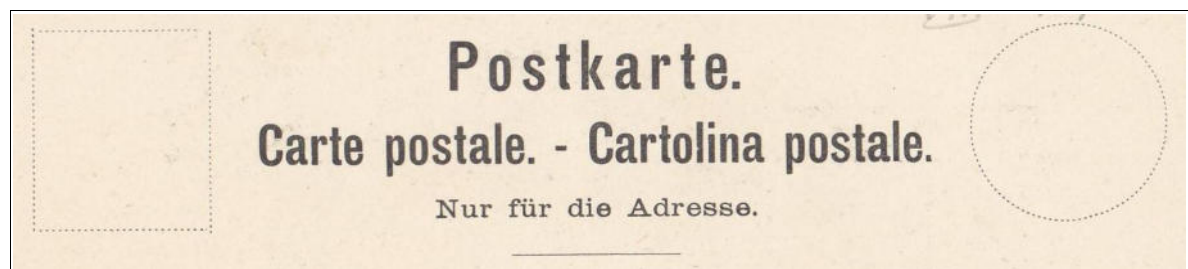 Postkarte.
Carte postale. - Cartolina postale.
Nur für die Adresse.